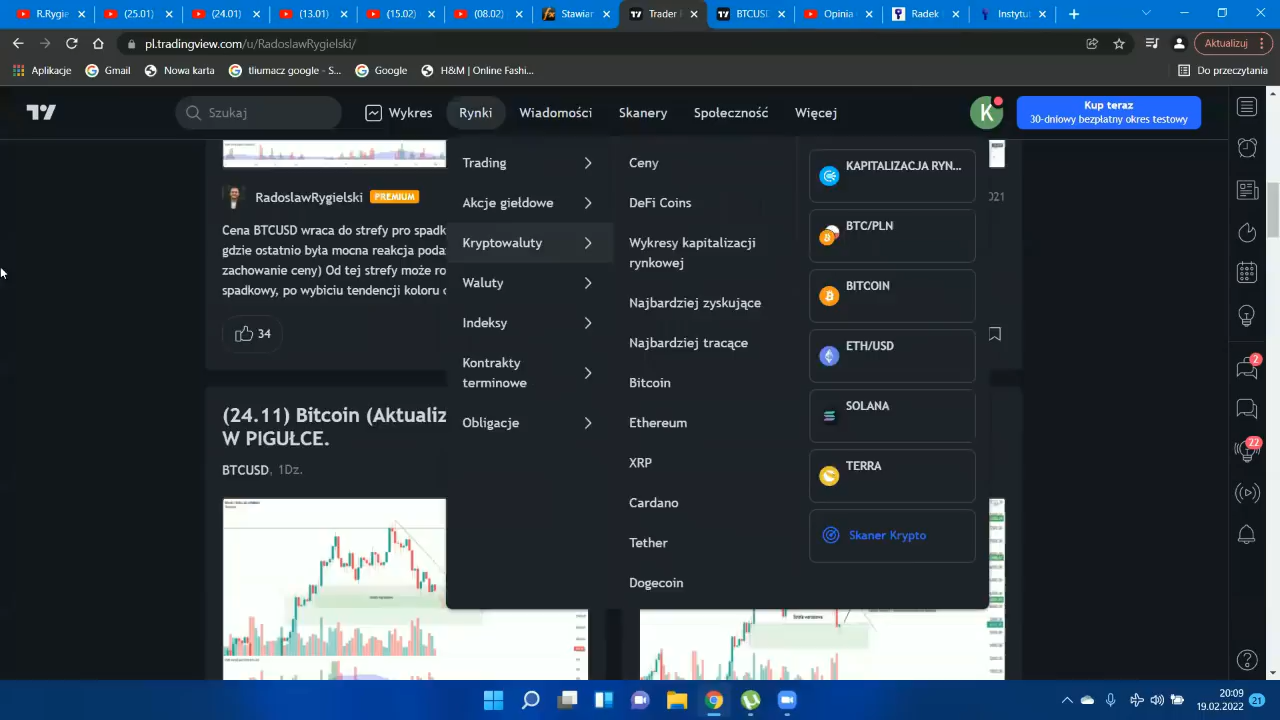 R.Rygie
(25.01)
(24.01)
(13.01)
(15.02)
(08.02)
Stawiar
Trader
BTCUSD
Opinia
Radek
Instytut
pl.tradingview.com/u/RadoslawRygielski/
Aktualizuj
Aplikacje
Gmail
Nowa karta
tlumacz google - S...
Google
H&M | Online Fashi...
Do przeczytania
Szukaj
Wykres
Rynki
Wiadomości
Skanery
Społeczność
Więcej
K
Kup teraz
30-dniowy bezpłatny okres testowy
RadoslawRygielski PREMIUM
Cena BTCUSD wraca do strefy pro spadk
gdzie ostatnio była mocna reakcja poda
zachowanie ceny) Od tej strefy może ro
spadkowy, po wybiciu tendencji koloru
34
(24.11) Bitcoin (Aktualiz
W PIGUŁCE.
BTCUSD, 1Dz.
Trading
Akcje giełdowe
Kryptowaluty
Waluty
Indeksy
Kontrakty
terminowe
Obligacje
Ceny
DeFi Coins
Wykresy kapitalizacji
rynkowej
Najbardziej zyskujące
Najbardziej tracące
Bitcoin
Ethereum
XRP
Cardano
Tether
Dogecoin
KAPITALIZACJA RYN...
BTC/PLN
BITCOIN
ETH/USD
SOLANA
TERRA
Skaner Krypto
2
22
20:09
19.02.2022
21